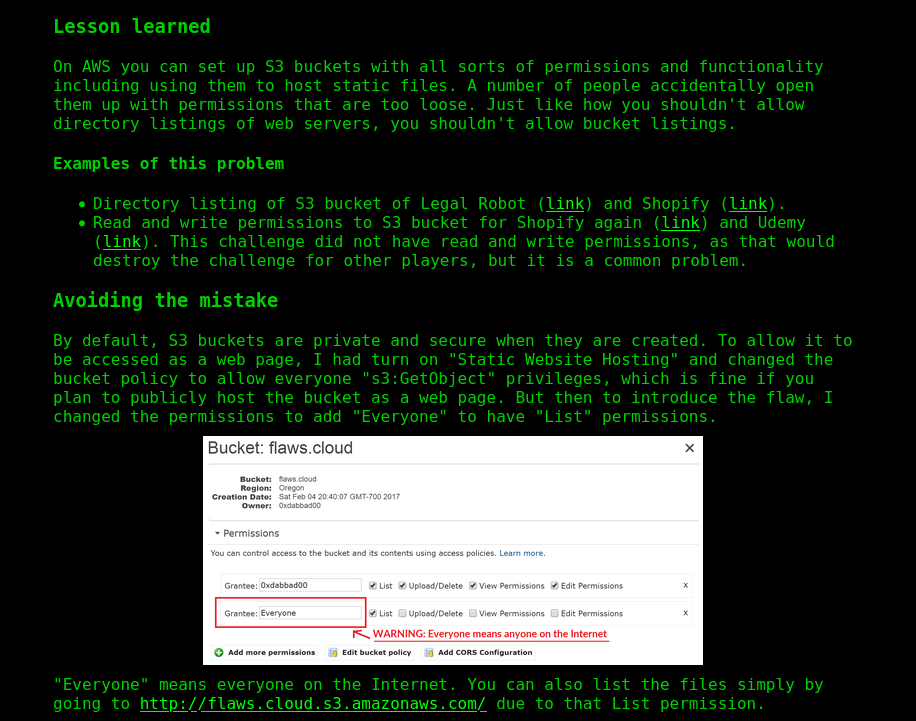 Lesson learned
On AWS you can set up S3 buckets with all sorts of permissions and functionality
including using them to host static files. A number of people accidentally open
them up with permissions that are too loose. Just like how you shouldn't allow
directory listings of web servers, you shouldn't allow bucket listings.
Examples of this problem
• Directory listing of S3 bucket of Legal Robot (link) and Shopify (link).
• Read and write permissions to S3 bucket for Shopify again (link) and Udemy
(link). This challenge did not have read and write permissions, as that would
destroy the challenge for other players, but it is a common problem.
Avoiding the mistake
By default, S3 buckets are private and secure when they are created. To allow it to
be accessed as a web page, I had turn on "Static Website Hosting" and changed the
bucket policy to allow everyone "s3:GetObject" privileges, which is fine if you
plan to publicly host the bucket as a web page. But then to introduce the flaw, I
changed the permissions to add "Everyone" to have "List" permissions.
Bucket: flaws.cloud ×
Bucket: flaws.cloud
Region: Oregon
Creation Date: Sat Feb 04 20:40:07 GMT-700 2017
Owner: 0xdabbad00
Permissions
You can control access to the bucket and its contents using access policies. Learn more.
Grantee: 0xdabbad00 List Upload/Delete View Permissions Edit Permissions x
Grantee: Everyone List Upload/Delete View Permissions Edit Permissions x
WARNING: Everyone means anyone on the Internet
Add more permissions Edit bucket policy Add CORS Configuration
"Everyone" means everyone on the Internet. You can also list the files simply by
going to http://flaws.cloud.s3.amazonaws.com/ due to that List permission.